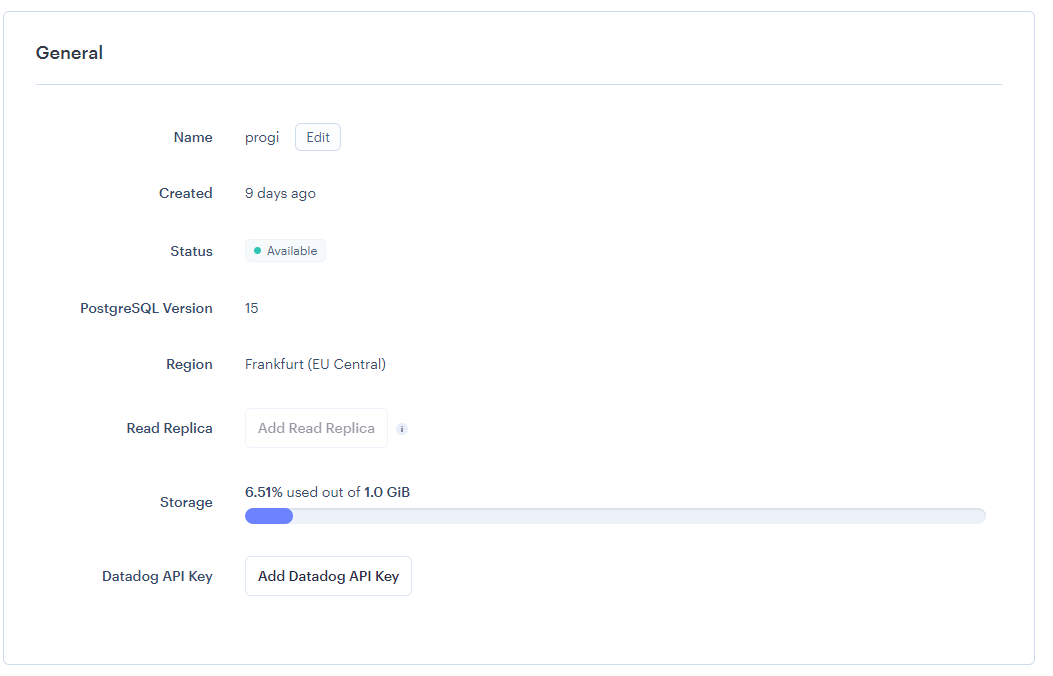 General
Name progi Edit
Created 9 days ago
Status Available
PostgreSQL Version 15
Region Frankfurt (EU Central)
Read Replica Add Read Replica i
6.51% used out of 1.0 GiB
Storage
Datadog API Key Add Datadog API Key